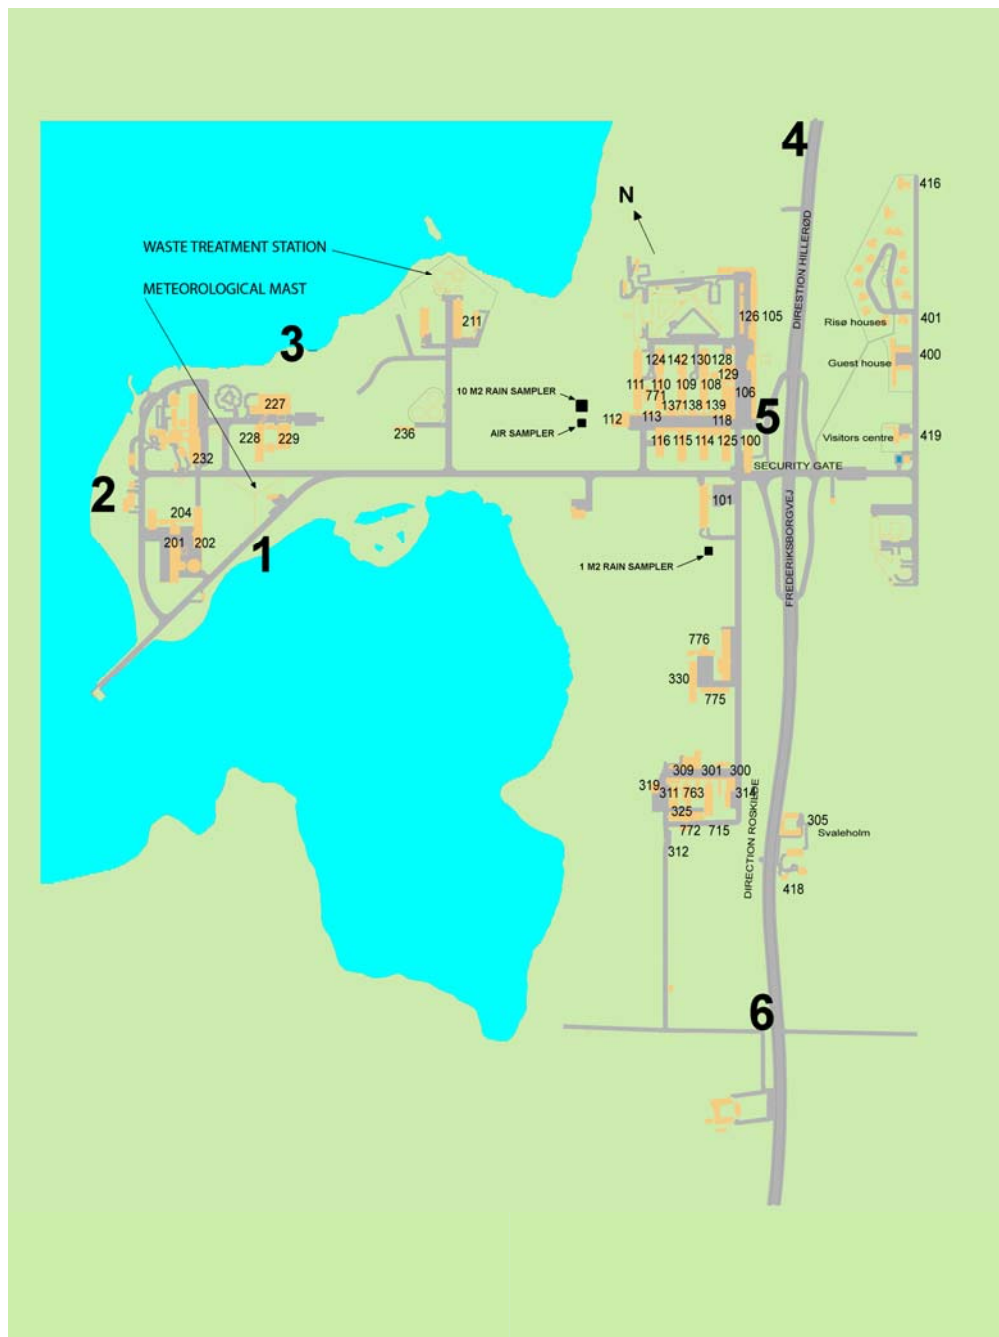 4
416
N
DIRESTION HILLERØD
WASTE TREATMENT STATION
METEOROLOGICAL MAST
211
126 105
Risø houses 401
3
400
Guest house
124 142 130 128
129
111 110 109 108
771
106
10 M2 RAIN SAMPLER
137 138 139
227
113
112
118
5
AIR SAMPLER
236
228 229
116 115 114 125 100
Visitors centre 419
232
SECURITY GATE
2
101
204
201 202
1
1 M2 RAIN SAMPLER
FREDERIKSBORGVEJ
776
330
775
309 301 300
319
311 763 314
325
772 715
312
DIRECTION ROSKILDE
305
Svaleholm
418
6